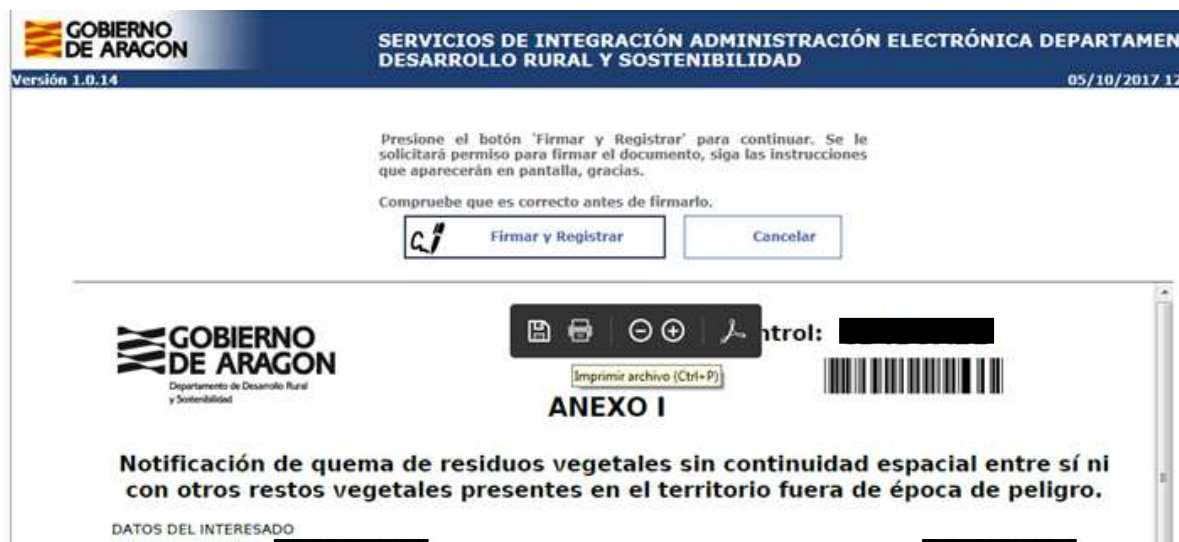 GOBIERNO
DE ARAGON
SERVICIOS DE INTEGRACIÓN ADMINISTRACIÓN ELECTRÓNICA DEPARTAMEN
DESARROLLO RURAL Y SOSTENIBILIDAD
Versión 1.0.14
05/10/2017 12
Presione el botón 'Firmar y Registrar' para continuar. Se le
solicitará permiso para firmar el documento, siga las instrucciones
que aparecerán en pantalla, gracias.
Compruebe que es correcto antes de firmarlo.
Firmar y Registrar
Cancelar
GOBIERNO
DE ARAGON
Departamento de Desarrollo Rural
y Sostenibilidad
ntrol:
Imprimir archivo (Ctrl+P)
ANEXO I
Notificación de quema de residuos vegetales sin continuidad espacial entre sí ni
con otros restos vegetales presentes en el territorio fuera de época de peligro.
DATOS DEL INTERESADO